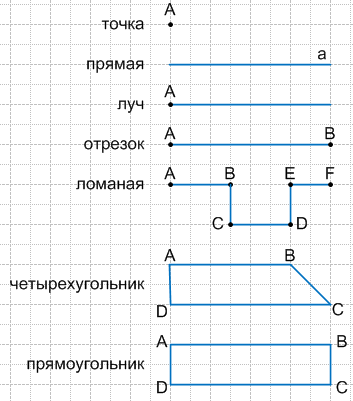 A
точка
a
прямая
A
луч
A B
отрезок
A B E F
ломаная
C D
A B
четырехугольник
D C
A B
прямоугольник
D C